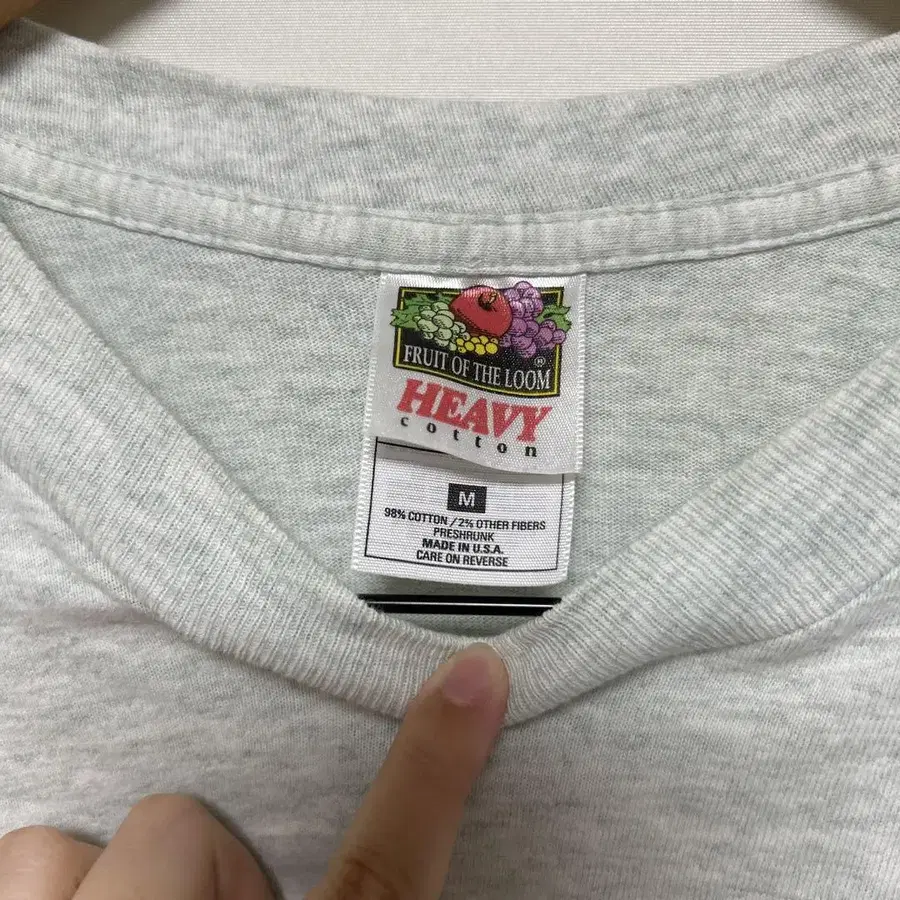 FRUIT OF THE LOOM ®
HEAVY
cotton
M
98% COTTON / 2% OTHER FIBERS
PRESHRUNK
MADE IN U.S.A.
CARE ON REVERSE